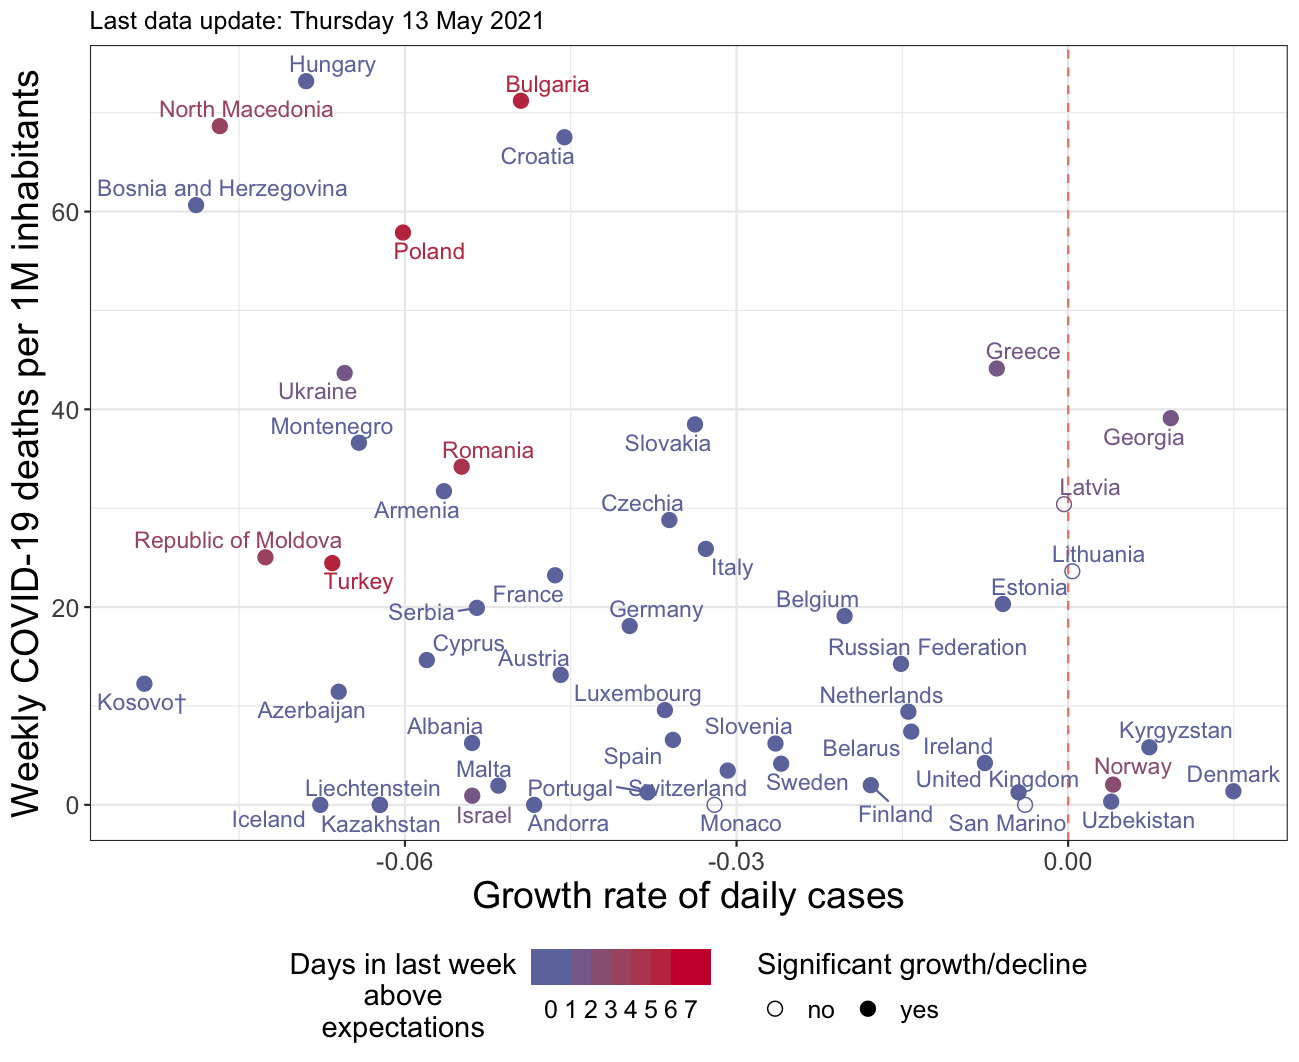 Last data update: Thursday 13 May 2021
Weekly COVID-19 deaths per 1M inhabitants
Hungary
Bulgaria
North Macedonia
Croatia
Bosnia and Herzegovina
60
Poland
Greece
Ukraine
40
Montenegro
Slovakia
Georgia
Romania
Latvia
Armenia
Czechia
Republic of Moldova
Lithuania
Italy
Turkey
Estonia
France
Belgium
20
Serbia
Germany
Cyprus
Russian Federation
Austria
Luxembourg
Netherlands
Kosovo†
Azerbaijan
Albania
Slovenia
Kyrgyzstan
Belarus
Ireland
Spain
Malta
Norway
Denmark
United Kingdom
Sweden
Liechtenstein
Portugal
Switzerland
0
Israel
Finland
Iceland
Kazakhstan
Andorra
Monaco
San Marino
Uzbekistan
-0.06
-0.03
0.00
Growth rate of daily cases
Days in last week
above
expectations
0 1 2 3 4 5 6 7
Significant growth/decline
no
yes